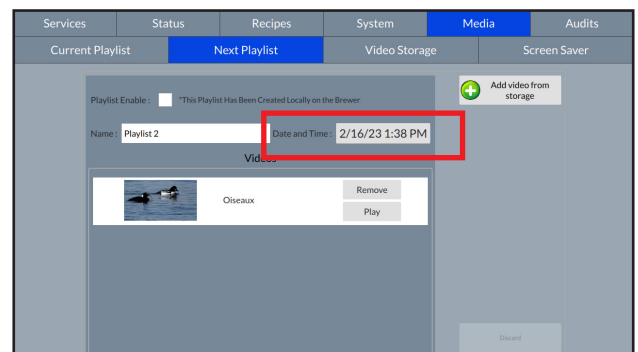 Services Status Recipes System Media Audits
Current Playlist Next Playlist Video Storage Screen Saver
Playlist Enable : *This Playlist Has Been Created Locally on the Brewer
Add video from
storage
Name : Playlist 2 Date and Time : 2/16/23 1:38 PM
Videos
Oiseaux
Remove
Play
Discard